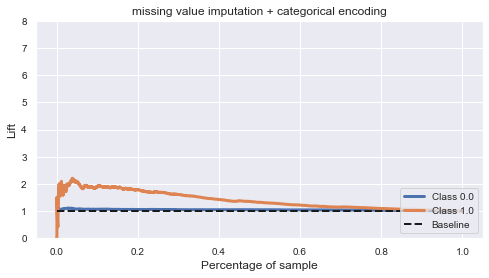 missing value imputation + categorical encoding
8
7
6
5
4
3
2
1
0
Lift
0.0 0.2 0.4 0.6 0.8 1.0
Percentage of sample
Class 0.0
Class 1.0
Baseline